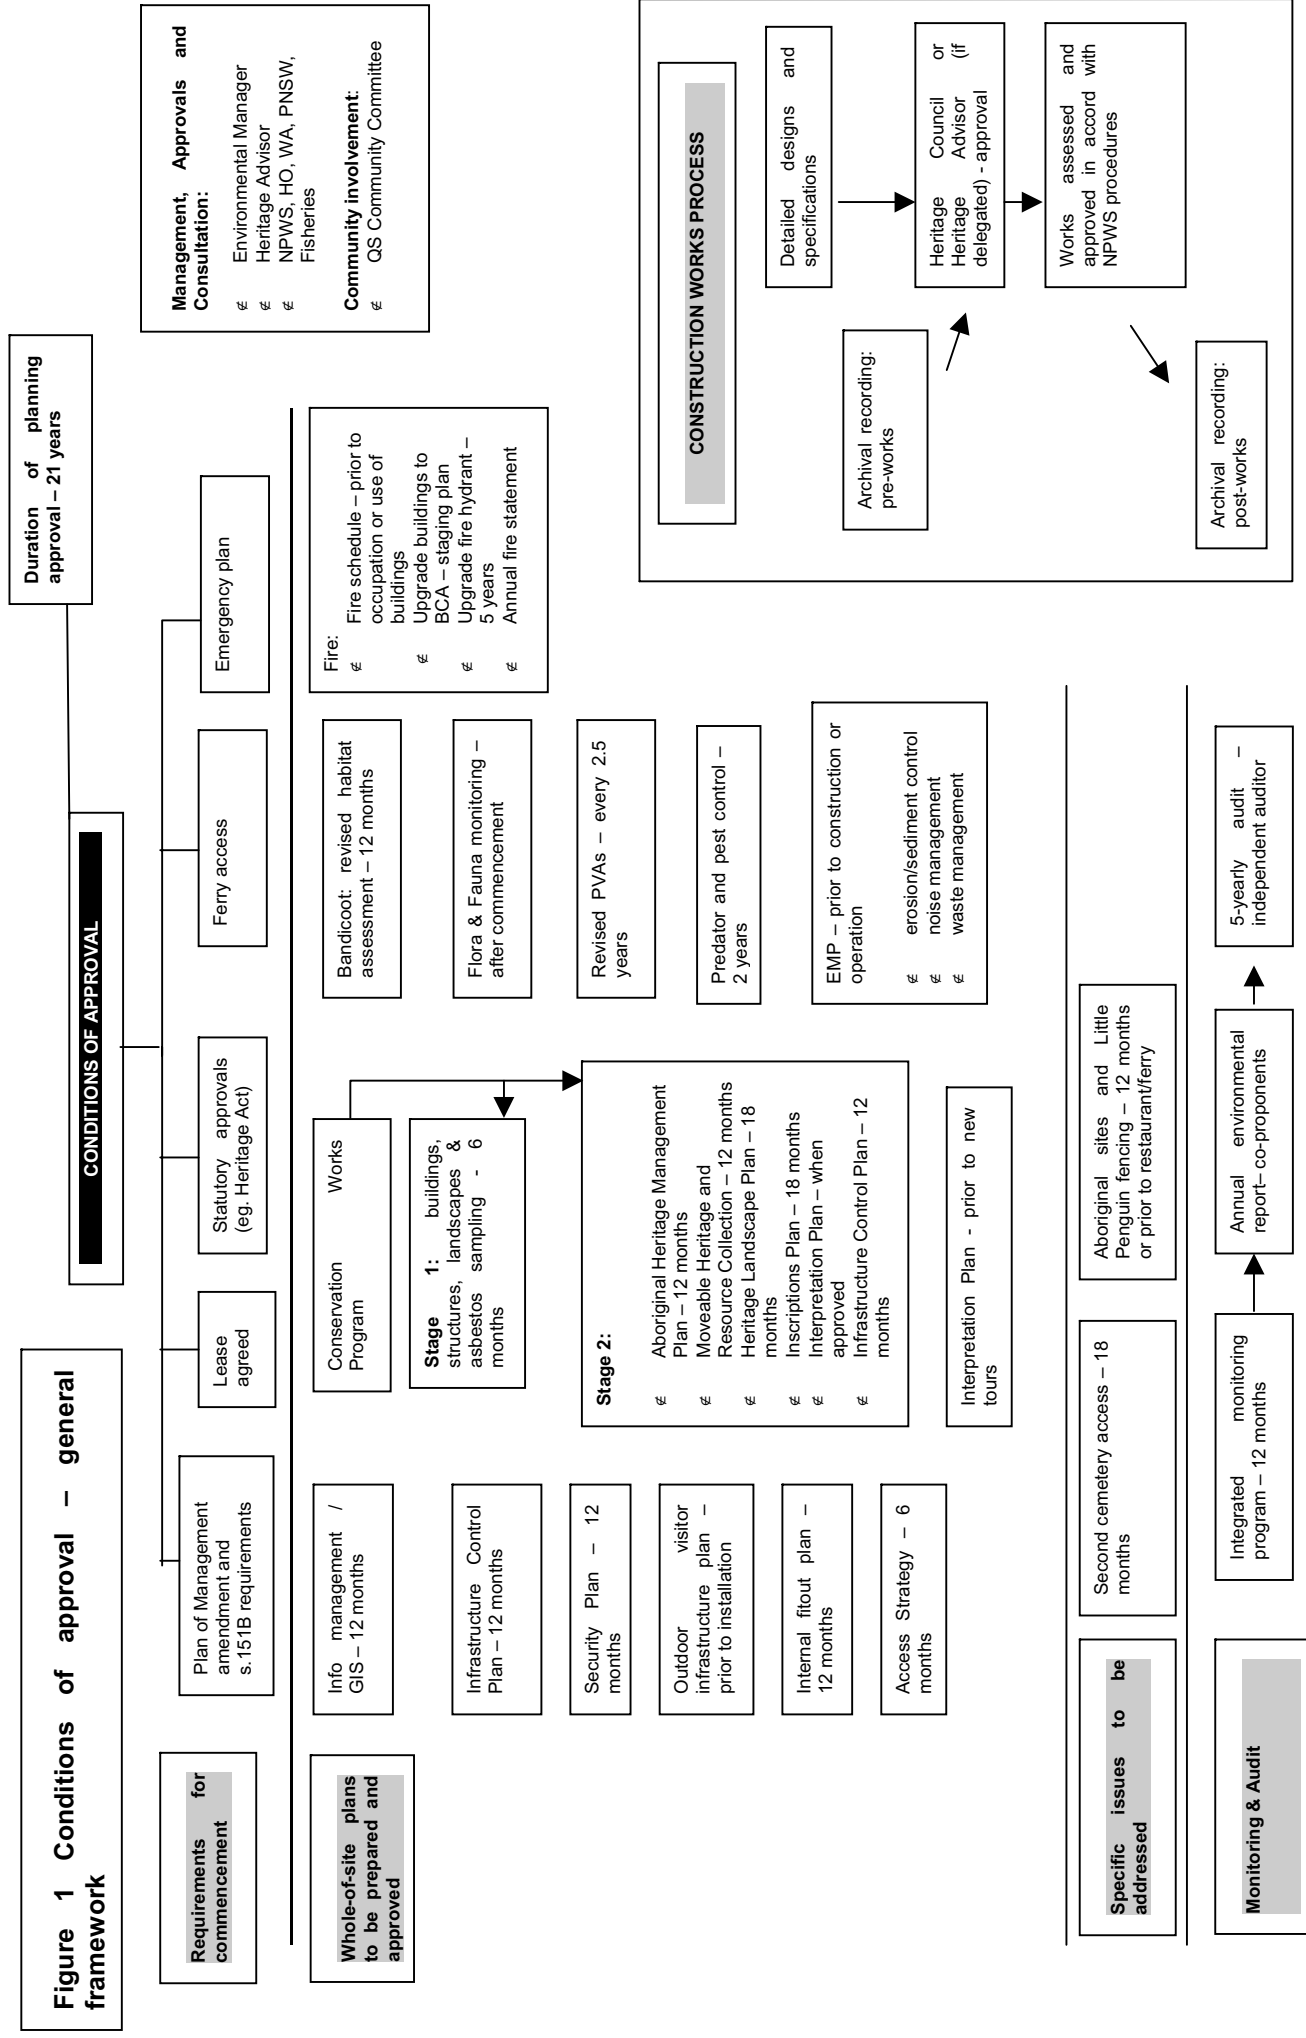 Figure 1 Conditions of approval – general
framework
Duration of planning
approval – 21 years
CONDITIONS OF APPROVAL
Management, Approvals and
Consultation:
∉ Environmental Manager
∉ Heritage Advisor
∉ NPWS, HO, WA, PNSW,
Fisheries
Community involvement:
∉ QS Community Committee
Requirements for
commencement
Plan of Management
amendment and
s.151B requirements
Lease
agreed
Statutory approvals
(eg. Heritage Act)
Ferry access
Emergency plan
Whole-of-site plans
to be prepared and
approved
Info management /
GIS – 12 months
Infrastructure Control
Plan – 12 months
Security Plan – 12
months
Outdoor visitor
infrastructure plan –
prior to installation
Internal fitout plan –
12 months
Access Strategy – 6
months
Conservation Works
Program
Stage 1: buildings,
structures, landscapes &
asbestos sampling - 6
months
Stage 2:
∉ Aboriginal Heritage Management
Plan – 12 months
∉ Moveable Heritage and
Resource Collection – 12 months
∉ Heritage Landscape Plan – 18
months
∉ Inscriptions Plan – 18 months
∉ Interpretation Plan – when
approved
∉ Infrastructure Control Plan – 12
months
Interpretation Plan - prior to new
tours
Bandicoot: revised habitat
assessment – 12 months
Flora & Fauna monitoring –
after commencement
Revised PVAs – every 2.5
years
Predator and pest control –
2 years
EMP – prior to construction or
operation
∉ erosion/sediment control
∉ noise management
∉ waste management
Fire:
∉ Fire schedule – prior to
occupation or use of
buildings
∉ Upgrade buildings to
BCA – staging plan
∉ Upgrade fire hydrant –
5 years
∉ Annual fire statement
Specific issues to be
addressed
Second cemetery access – 18
months
Aboriginal sites and Little
Penguin fencing – 12 months
or prior to restaurant/ferry
Monitoring & Audit
Integrated monitoring
program – 12 months
Annual environmental
report– co-proponents
5-yearly audit –
independent auditor
CONSTRUCTION WORKS PROCESS
Detailed designs and
specifications
Archival recording:
pre-works
Heritage Council or
Heritage Advisor (if
delegated) - approval
Works assessed and
approved in accord with
NPWS procedures
Archival recording:
post-works